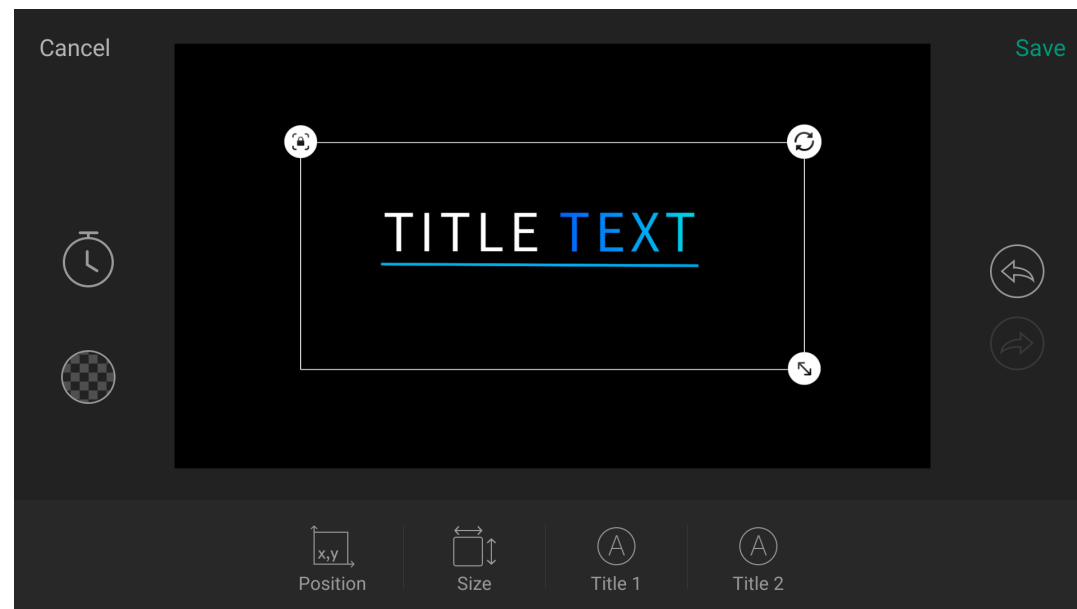 Cancel
Save
TITLE TEXT
x,y
Position
Size
A
Title 1
A
Title 2